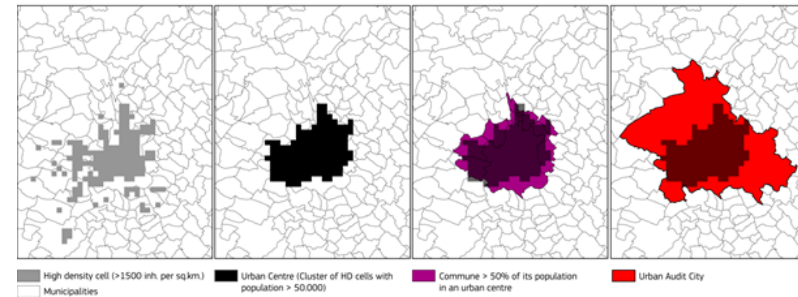 High density cell (>1500 inh. per sq.km.)
Municipalities
Urban Centre (Cluster of HD cells with
population > 50.000)
Commune > 50% of its population
in an urban centre
Urban Audit City